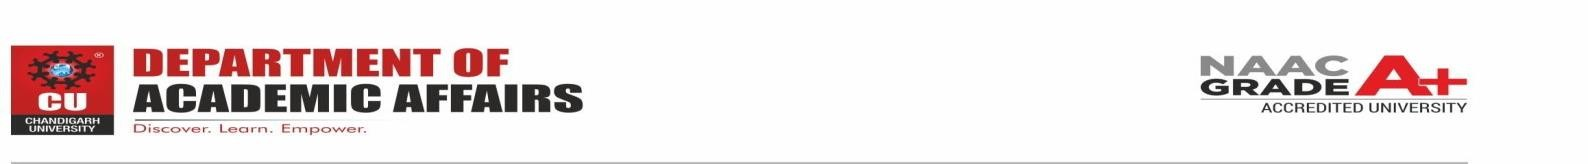 CU
CHANDIGARH
UNIVERSITY
®
DEPARTMENT OF
ACADEMIC AFFAIRS
Discover. Learn. Empower.
NAAC
GRADE A+
ACCREDITED UNIVERSITY